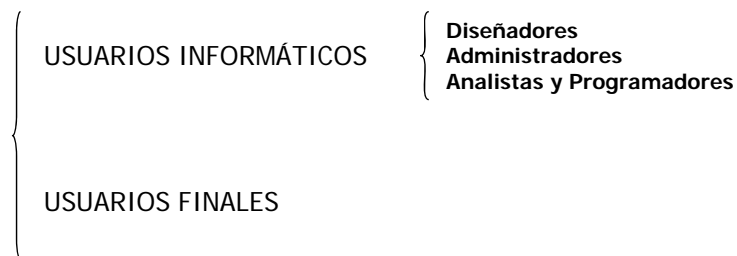 USUARIOS INFORMÁTICOS
Diseñadores
Administradores
Analistas y Programadores
USUARIOS FINALES